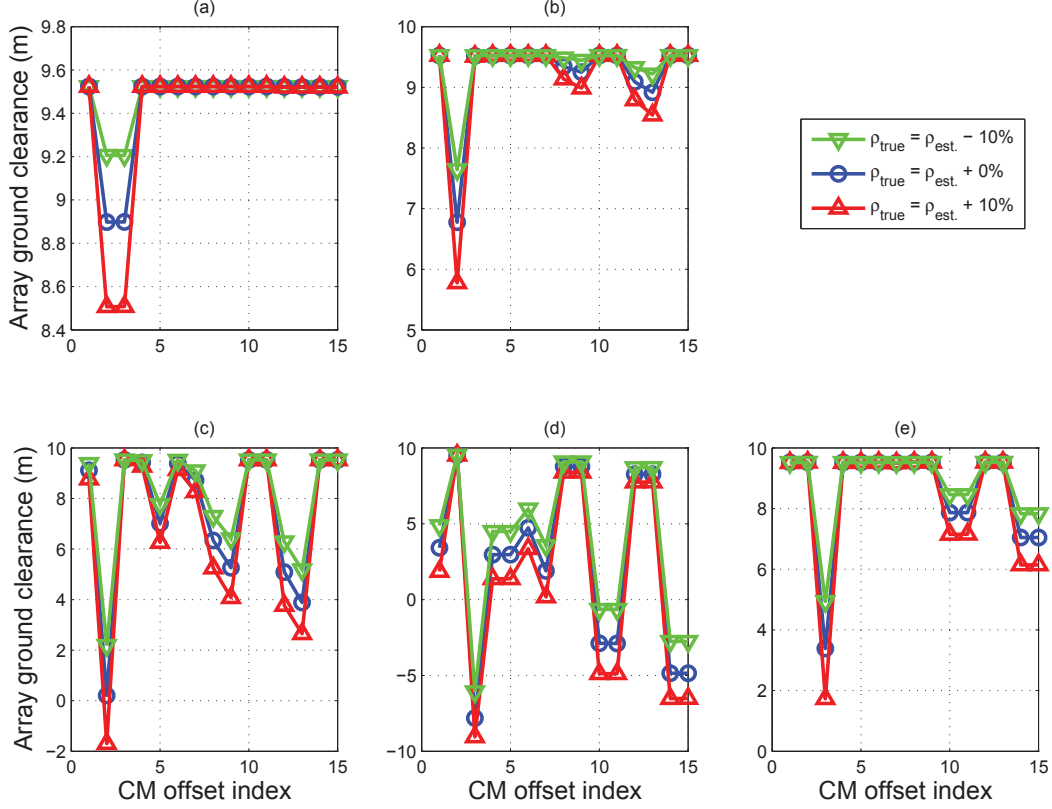 (a)
Array ground clearance (m)
9.8
9.6
9.4
9.2
9
8.8
8.6
8.4
0 5 10 15
(b)
10
9
8
7
6
5
0 5 10 15
ρtrue = ρest. − 10%
ρtrue = ρest. + 0%
ρtrue = ρest. + 10%
(c)
Array ground clearance (m)
10
8
6
4
2
0
−2
0 5 10 15
CM offset index
(d)
10
5
0
−5
−10
0 5 10 15
CM offset index
(e)
10
8
6
4
2
0
0 5 10 15
CM offset index